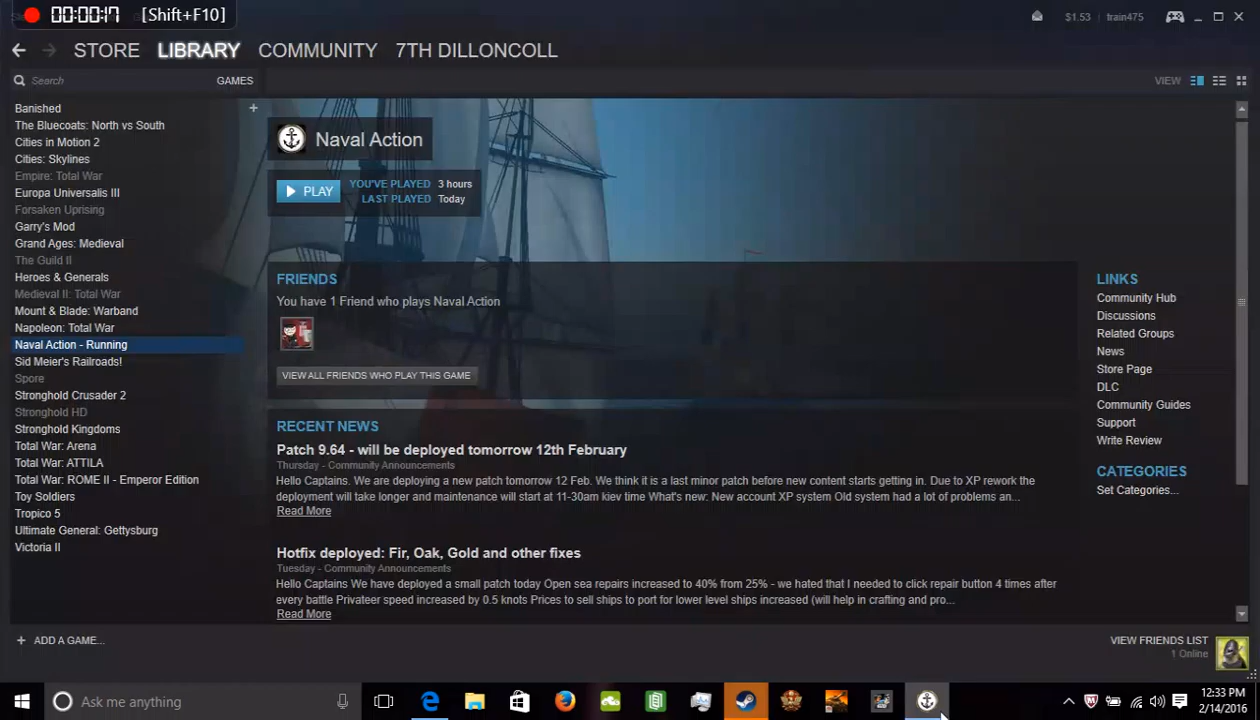 00:00:17 [Shift+F10]
$1.53 train475
STORE LIBRARY COMMUNITY 7TH DILLONCOLL
Search GAMES
VIEW
Banished
The Bluecoats: North vs South
Cities in Motion 2
Cities: Skylines
Empire: Total War
Europa Universalis III
Forsaken Uprising
Garry's Mod
Grand Ages: Medieval
The Guild II
Heroes & Generals
Medieval II: Total War
Mount & Blade: Warband
Napoleon: Total War
Naval Action - Running
Sid Meier's Railroads!
Spore
Stronghold Crusader 2
Stronghold HD
Stronghold Kingdoms
Total War: Arena
Total War: ATTILA
Total War: ROME II - Emperor Edition
Toy Soldiers
Tropico 5
Ultimate General: Gettysburg
Victoria II
+ ADD A GAME...
Naval Action
PLAY
YOU'VE PLAYED 3 hours
LAST PLAYED Today
FRIENDS
You have 1 Friend who plays Naval Action
VIEW ALL FRIENDS WHO PLAY THIS GAME
RECENT NEWS
Patch 9.64 - will be deployed tomorrow 12th February
Thursday - Community Announcements
Hello Captains. We are deploying a new patch tomorrow 12 Feb. We think it is a last minor patch before new content starts getting in. Due to XP rework the
deployment will take longer and maintenance will start at 11-30am kiev time What's new: New account XP system Old system had a lot of problems an...
Read More
Hotfix deployed: Fir, Oak, Gold and other fixes
Tuesday - Community Announcements
Hello Captains We have deployed a small patch today Open sea repairs increased to 40% from 25% - we hated that I needed to click repair button 4 times after
every battle Privateer speed increased by 0.5 knots Prices to sell ships to port for lower level ships increased (will help in crafting and pro...
Read More
LINKS
Community Hub
Discussions
Related Groups
News
Store Page
DLC
Community Guides
Support
Write Review
CATEGORIES
Set Categories...
VIEW FRIENDS LIST
1 Online
Ask me anything
12:33 PM
2/14/2016